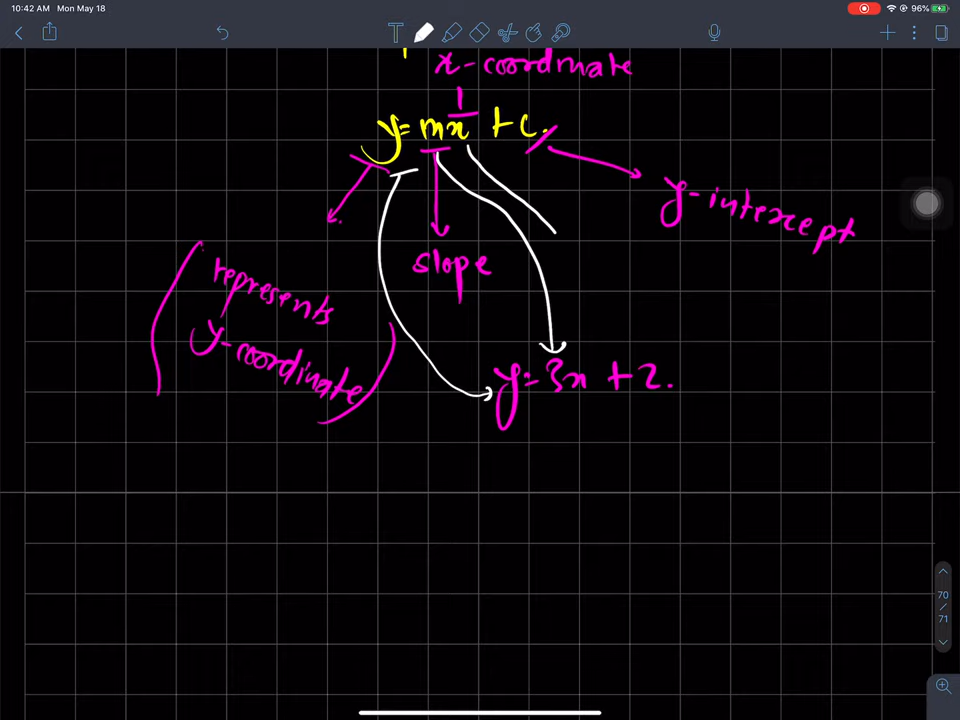 10:42 AM Mon May 18
96%
T
x-coordinate
y=mx+c.
y-intercept
slope
represents
y-coordinate
y=3x+2.
70
/
71